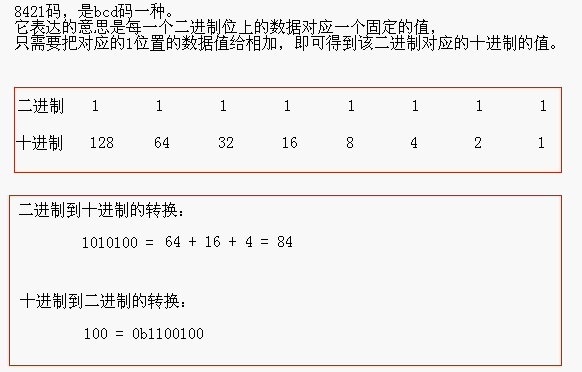 8421码，是bcd码一种。
它表达的意思是每一个二进制位上的数据对应一个固定的值，
只需要把对应的1位置的数据值给相加，即可得到该二进制对应的十进制的值。
二进制 1 1 1 1 1 1 1 1
十进制 128 64 32 16 8 4 2 1
二进制到十进制的转换：
1010100 = 64 + 16 + 4 = 84
十进制到二进制的转换：
100 = 0b1100100